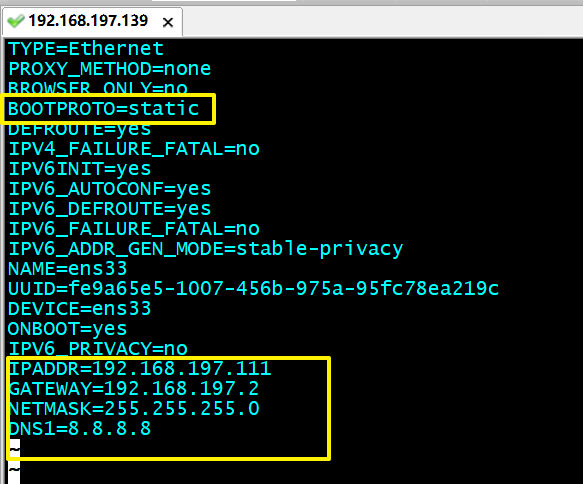 192.168.197.139 ×
TYPE=Ethernet
PROXY_METHOD=none
BROWSER_ONLY=no
BOOTPROTO=static
DEFROUTE=yes
IPV4_FAILURE_FATAL=no
IPV6INIT=yes
IPV6_AUTOCONF=yes
IPV6_DEFROUTE=yes
IPV6_FAILURE_FATAL=no
IPV6_ADDR_GEN_MODE=stable-privacy
NAME=ens33
UUID=fe9a65e5-1007-456b-975a-95fc78ea219c
DEVICE=ens33
ONBOOT=yes
IPV6_PRIVACY=no
IPADDR=192.168.197.111
GATEWAY=192.168.197.2
NETMASK=255.255.255.0
DNS1=8.8.8.8
~
~